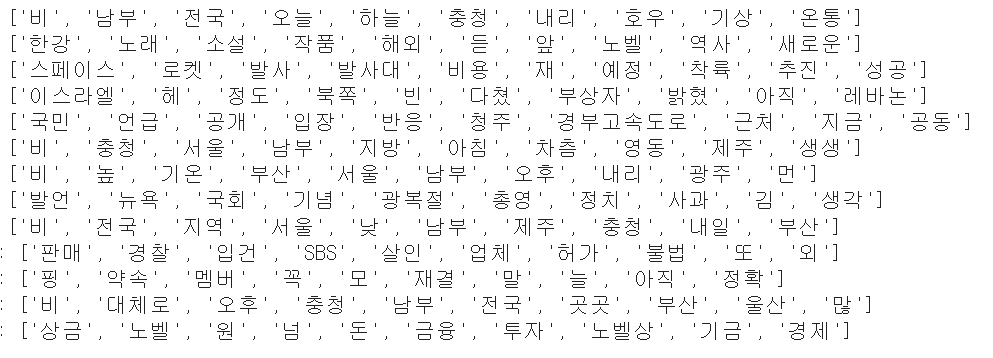 ['비', '남부', '전국', '오늘', '하늘', '충청', '내리', '호우', '기상', '온통']
['한강', '노래', '소설', '작품', '해외', '듣', '앞', '노벨', '역사', '새로운']
['스페이스', '로켓', '발사', '발사대', '비용', '재', '예정', '착륙', '추진', '성공']
['이스라엘', '헤', '정도', '북쪽', '빈', '다쳤', '부상자', '밝혔', '아직', '레바논']
['국민', '언급', '공개', '입장', '반응', '청주', '경부고속도로', '근처', '지금', '공동']
['비', '충청', '서울', '남부', '지방', '아침', '차츰', '영동', '제주', '생생']
['비', '높', '기온', '부산', '서울', '남부', '오후', '내리', '광주', '먼']
['발언', '뉴욕', '국회', '기념', '광복절', '총영', '정치', '사과', '김', '생각']
['비', '전국', '지역', '서울', '낮', '남부', '제주', '충청', '내일', '부산']
: ['판매', '경찰', '입건', 'SBS', '살인', '업체', '허가', '불법', '또', '외']
: ['핑', '약속', '멤버', '꼭', '모', '재결', '말', '늘', '아직', '정확']
: ['비', '대체로', '오후', '충청', '남부', '전국', '곳곳', '부산', '울산', '많']
: ['상금', '노벨', '원', '넘', '돈', '금융', '투자', '노벨상', '기금', '경제']